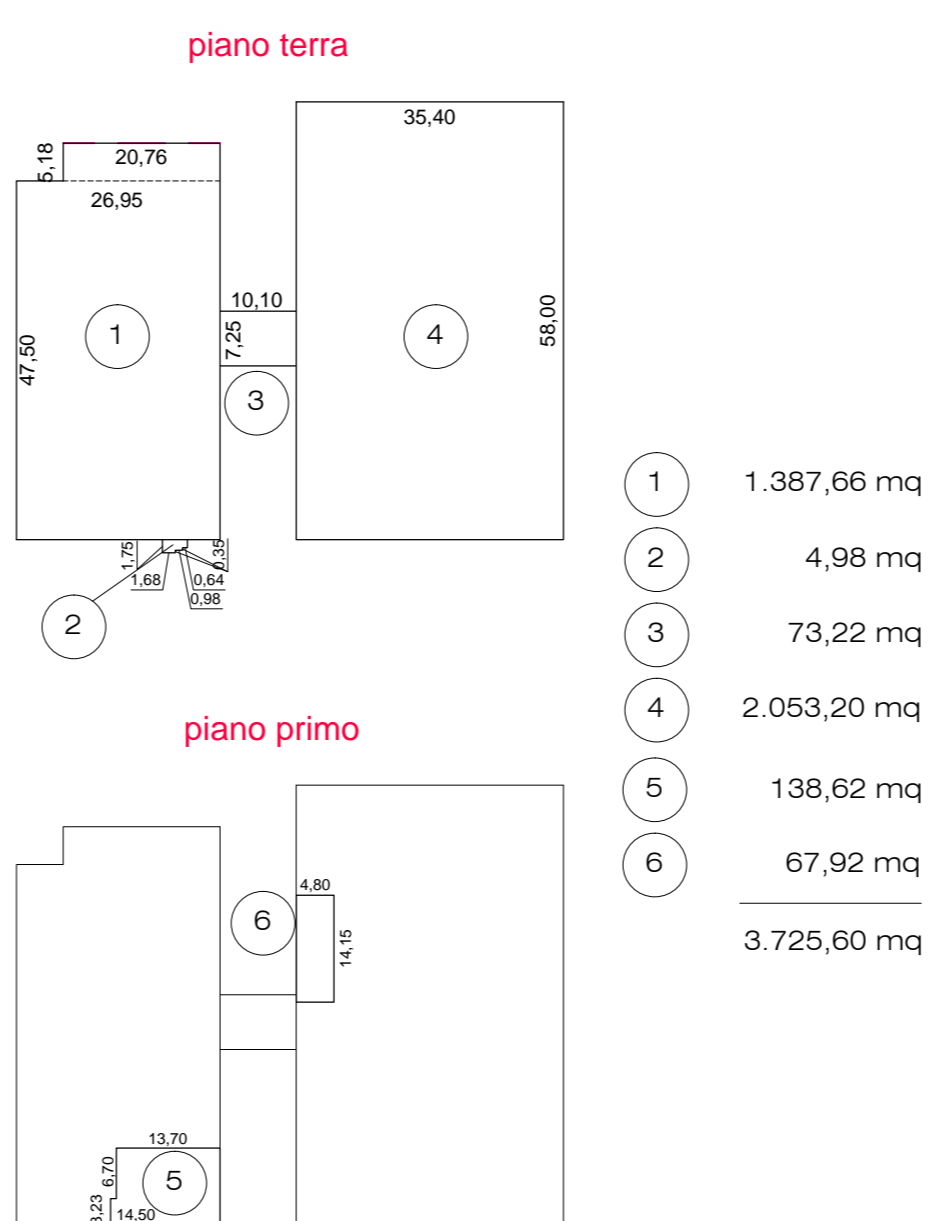 piano terra
35,40
5,18
20,76
26,95
10,10
47,50
1
7,25
4
58,00
3
1,75
0,35
1,68
0,64
0,98
2
1 1.387,66 mq
2 4,98 mq
3 73,22 mq
4 2.053,20 mq
5 138,62 mq
6 67,92 mq
3.725,60 mq
piano primo
4,80
6
14,15
13,70
6,70
5
14,50